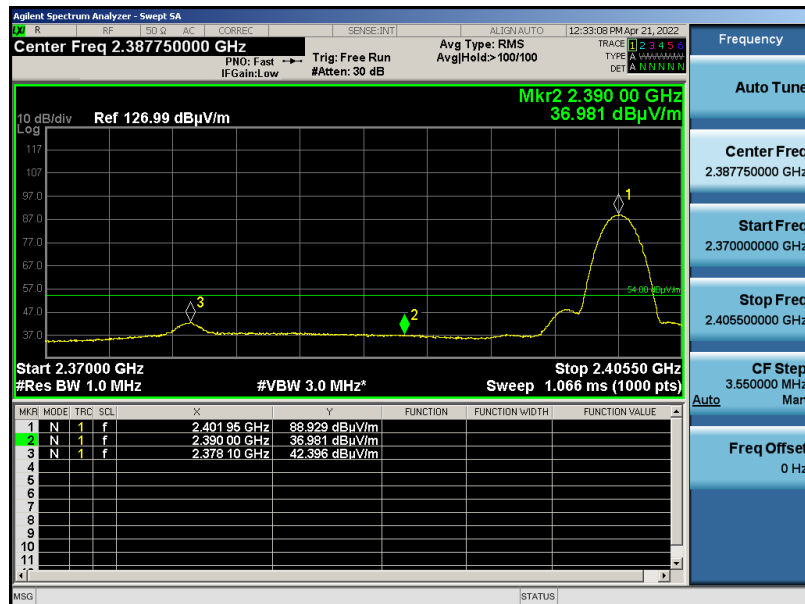 Agilent Spectrum Analyzer - Swept SA
LXI R RF 50 Ω AC CORREC SENSE:INT ALIGN AUTO 12:33:08 PM Apr 21, 2022
Center Freq 2.387750000 GHz
PNO: Fast
IFGain:Low
Trig: Free Run
#Atten: 30 dB
Avg Type: RMS
Avg|Hold:>100/100
TRACE 1 2 3 4 5 6
TYPE A WWWWW
DET A N N N N N
Mkr2 2.390 00 GHz
36.981 dBµV/m
10 dB/div
Log
Ref 126.99 dBµV/m
117
107
97.0
87.0
77.0
67.0
57.0
47.0
37.0
1
2
3
54.00 dBµV/m
Start 2.37000 GHz Stop 2.40550 GHz
#Res BW 1.0 MHz #VBW 3.0 MHz* Sweep 1.066 ms (1000 pts)
MKR MODE TRC SCL X Y FUNCTION FUNCTION WIDTH FUNCTION VALUE
1 N 1 f 2.401 95 GHz 88.929 dBµV/m
2 N 1 f 2.390 00 GHz 36.981 dBµV/m
3 N 1 f 2.378 10 GHz 42.396 dBµV/m
4
5
6
7
8
9
10
11
MSG STATUS
Frequency
Auto Tune
Center Freq
2.387750000 GHz
Start Freq
2.370000000 GHz
Stop Freq
2.405500000 GHz
CF Step
3.550000 MHz
Auto Man
Freq Offset
0 Hz